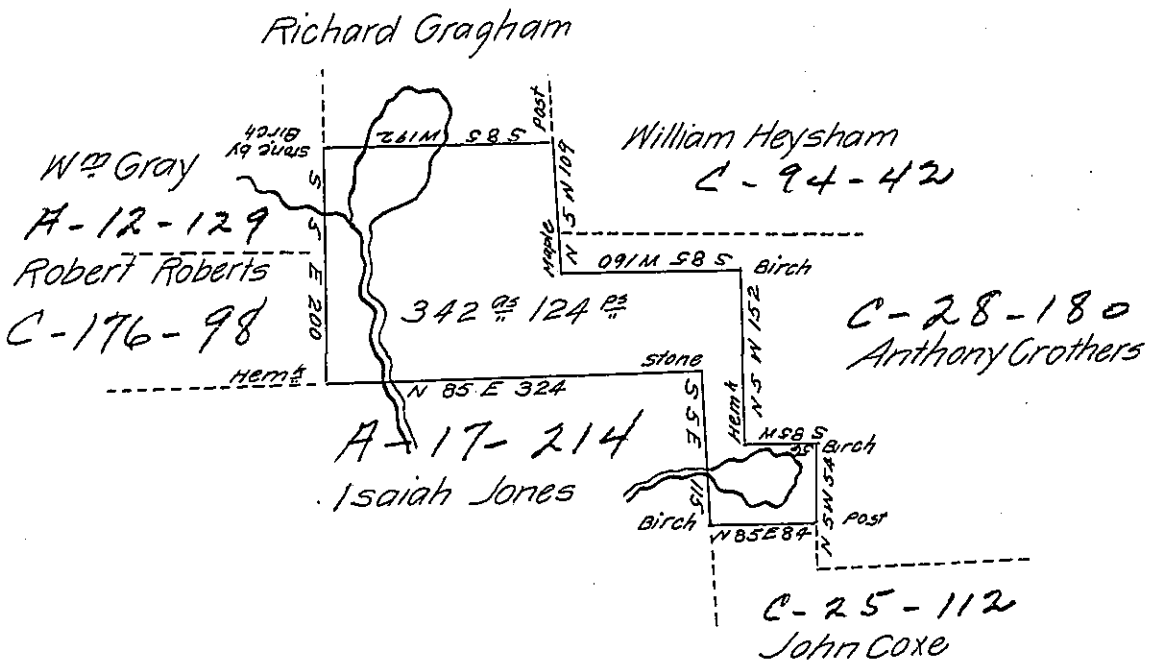 Richard Gragham
Post
S 85 W 192
Stone by
Birch
William Heysham
C-94-42
Wm Gray
A-12-129
S 5 E 200
N 5 W 109
Maple
Robert Roberts
C-176-98
S 85 W 160
Birch
342 as 124 ps
N 5 W 152
C-28-180
Anthony Crothers
Hemk
N 85 E 324
Stone
S 5 E 115
Hemk
S 85 W
Birch
A-17-214
Isaiah Jones
N 5 W 54
Birch
N 85 E 84
Post
C-25-112
John Coxe